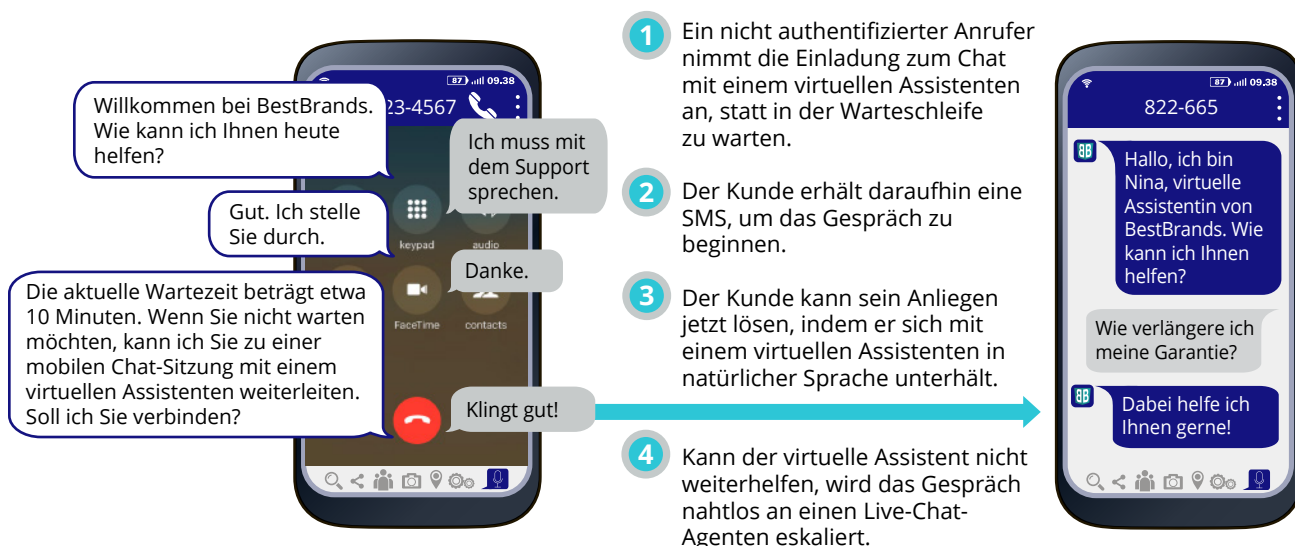 87 09.38
23-4567
Willkommen bei BestBrands.
Wie kann ich Ihnen heute
helfen?
Ich muss mit
dem Support
sprechen.
Gut. Ich stelle
Sie durch.
keypad
audio
Danke.
Die aktuelle Wartezeit beträgt etwa
10 Minuten. Wenn Sie nicht warten
möchten, kann ich Sie zu einer
mobilen Chat-Sitzung mit einem
virtuellen Assistenten weiterleiten.
Soll ich Sie verbinden?
FaceTime
contacts
Klingt gut!
1
Ein nicht authentifizierter Anrufer
nimmt die Einladung zum Chat
mit einem virtuellen Assistenten
an, statt in der Warteschleife
zu warten.
2
Der Kunde erhält daraufhin eine
SMS, um das Gespräch zu
beginnen.
3
Der Kunde kann sein Anliegen
jetzt lösen, indem er sich mit
einem virtuellen Assistenten in
natürlicher Sprache unterhält.
4
Kann der virtuelle Assistent nicht
weiterhelfen, wird das Gespräch
nahtlos an einen Live-Chat-
Agenten eskaliert.
87 09.38
822-665
BB
Hallo, ich bin
Nina, virtuelle
Assistentin von
BestBrands. Wie
kann ich Ihnen
helfen?
Wie verlängere ich
meine Garantie?
BB
Dabei helfe ich
Ihnen gerne!